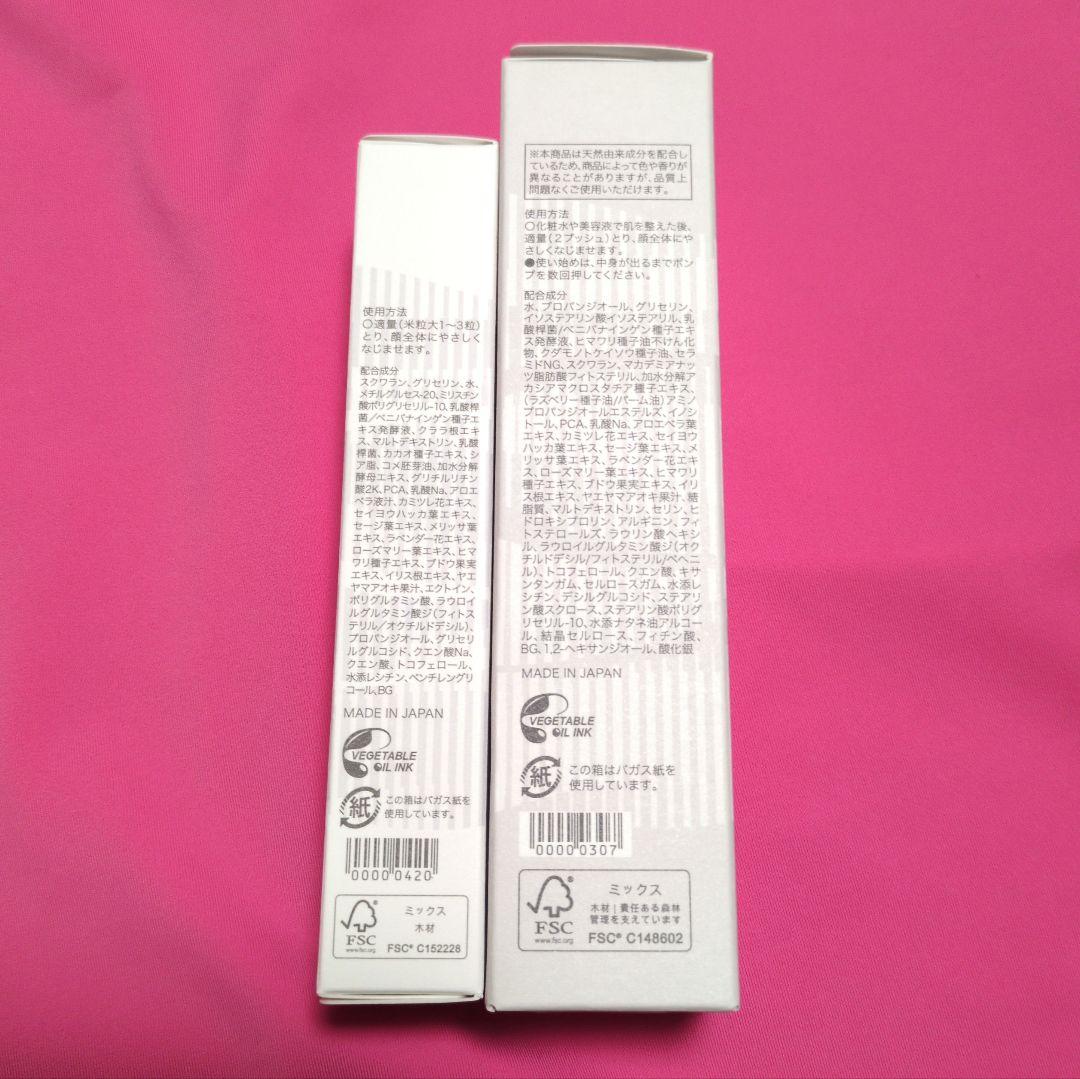 使用方法
○適量(米粒大1〜3粒)
とり、顔全体にやさしく
なじませます。
配合成分
スクワラン、グリセリン、水、
メチルグルセス-20、ミリスチン
酸ポリグリセリル-10、乳酸桿
菌/ベニバナインゲン種子エ
キス発酵液、クララ根エキ
ス、マルトデキストリン、乳酸
桿菌、カカオ種子エキス、シ
ア脂、コメ胚芽油、加水分解
酵母エキス、グリチルリチン
酸2K、PCA、乳酸Na、アロエ
ベラ液汁、カミツレ花エキス、
セイヨウハッカ葉エキス、
セージ葉エキス、メリッサ葉
エキス、ラベンダー花エキス、
ローズマリー葉エキス、ヒマ
ワリ種子エキス、ブドウ果実
エキス、イリス根エキス、ヤエ
ヤマアオキ果汁、エクトイン、
ポリグルタミン酸、ラウロイ
ルグルタミン酸ジ(フィトス
テリル/オクチルドデシル)、
プロパンジオール、グリセリ
ルグルコシド、クエン酸Na、
クエン酸、トコフェロール、
水添レシチン、ペンチレングリ
コール、BG
MADE IN JAPAN
VEGETABLE
OIL INK
紙
この箱はバガス紙を
使用しています。
0000 0420
FSC
www.fsc.org
ミックス
木材
FSC® C152228
※本商品は天然由来成分を配合し
ているため、商品によって色や香りが
異なることがありますが、品質上
問題なくご使用いただけます。
使用方法
○化粧水や美容液で肌を整えた後、
適量(2プッシュ)とり、顔全体にや
さしくなじませます。
●使い始めは、中身が出るまでポン
プを数回押してください。
配合成分
水、プロパンジオール、グリセリン、
イソステアリン酸イソステアリル、乳
酸桿菌/ベニバナインゲン種子エキ
ス発酵液、ヒマワリ種子油不けん化
物、クダモノトケイソウ種子油、セラ
ミドNG、スクワラン、マカデミアナッ
ツ脂肪酸フィトステリル、加水分解ア
カシアマクロスタチア種子エキス、
(ラズベリー種子油/パーム油)アミノ
プロパンジオールエステルズ、イノシ
トール、PCA、乳酸Na、アロエベラ葉
エキス、カミツレ花エキス、セイヨウ
ハッカ葉エキス、セージ葉エキス、メ
リッサ葉エキス、ラベンダー花エキ
ス、ローズマリー葉エキス、ヒマワリ
種子エキス、ブドウ果実エキス、イリ
ス根エキス、ヤエヤマアオキ果汁、糖
脂質、マルトデキストリン、セリン、ヒ
ドロキシプロリン、アルギニン、フィ
トステロールズ、ラウリン酸ヘキシ
ル、ラウロイルグルタミン酸ジ(オク
チルドデシル/フィトステリル/ベヘニ
ル)、トコフェロール、クエン酸、キサ
ンタンガム、セルロースガム、水添レ
シチン、デシルグルコシド、ステアリ
ン酸スクロース、ステアリン酸ポリグ
リセリル-10、水添ナタネ油アルコー
ル、結晶セルロース、フィチン酸、
BG、1,2-ヘキサンジオール、酸化銀
MADE IN JAPAN
VEGETABLE
OIL INK
紙
この箱はバガス紙を
使用しています。
0000 0307
FSC
www.fsc.org
ミックス
木材|責任ある森林
管理を支えています
FSC® C148602